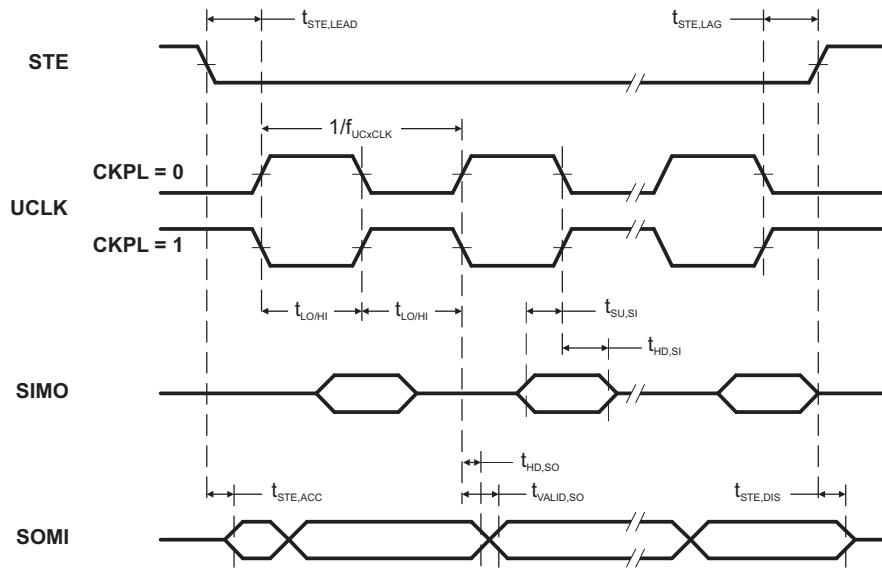 tSTE,LEAD
tSTE,LAG
STE
1/fUCxCLK
CKPL = 0
UCLK
CKPL = 1
tLO/HI
tLO/HI
tSU,SI
tHD,SI
SIMO
tHD,SO
tSTE,ACC
tVALID,SO
tSTE,DIS
SOMI